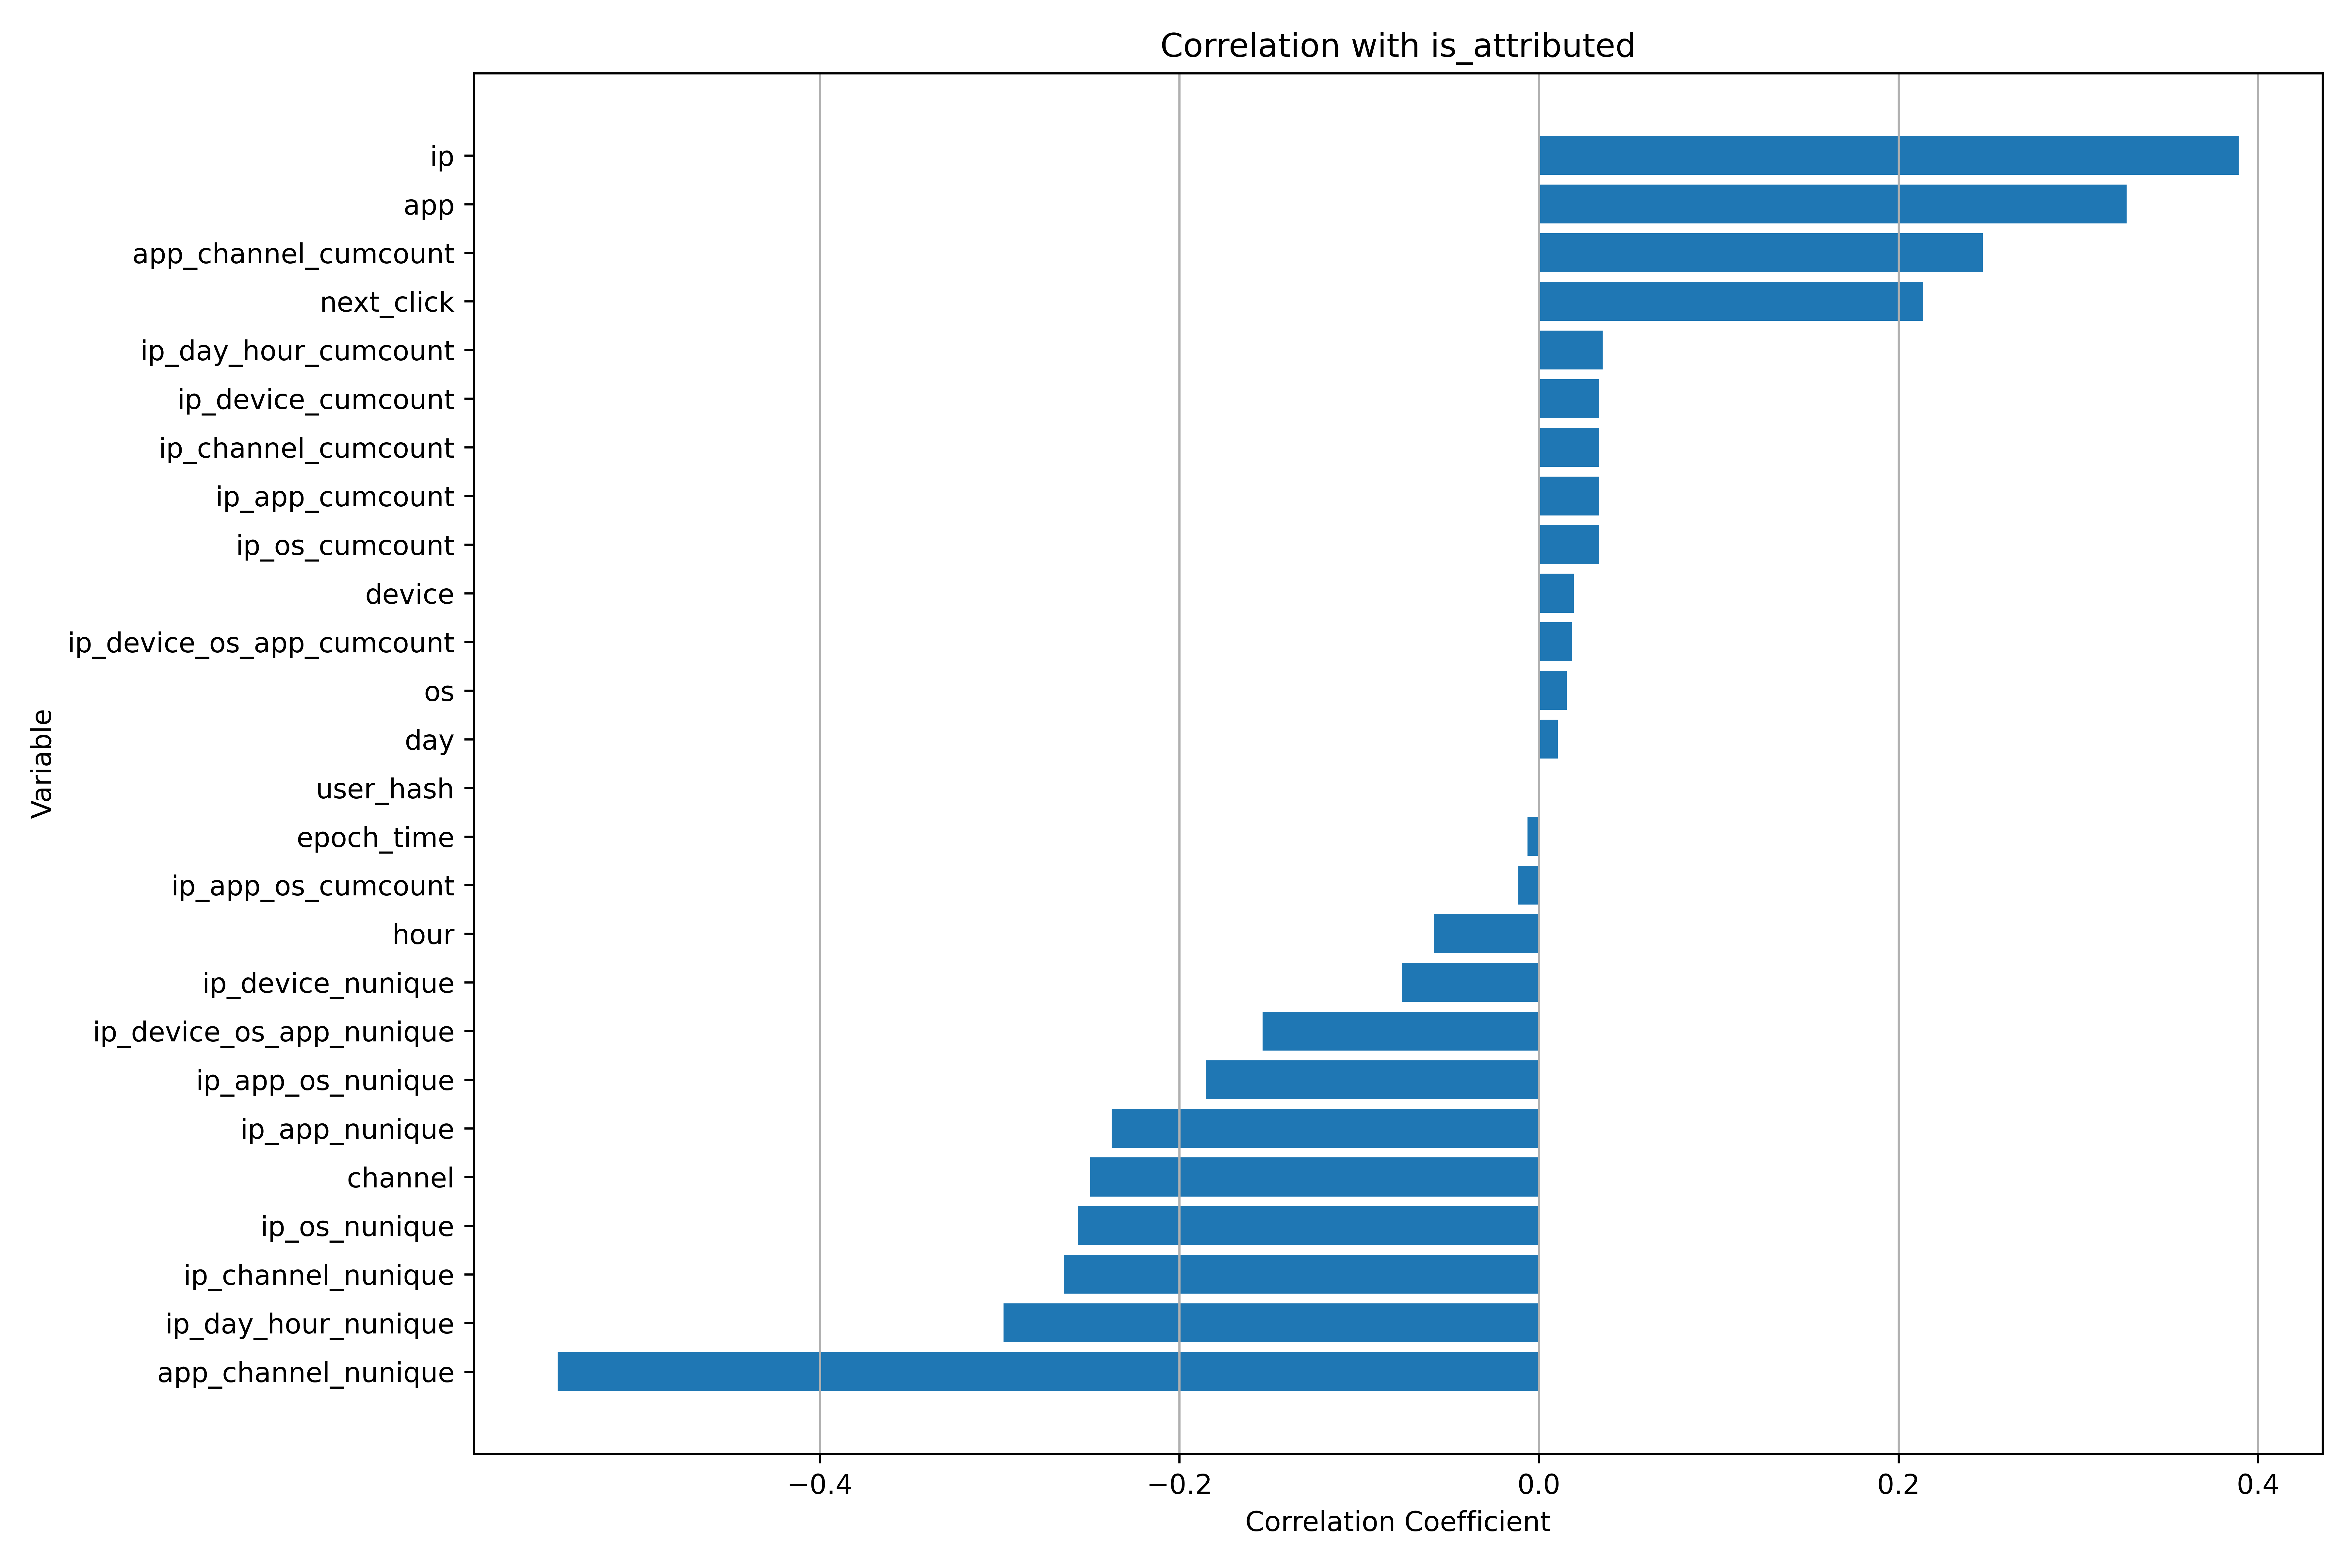 Correlation with is_attributed
ip
app
app_channel_cumcount
next_click
ip_day_hour_cumcount
ip_device_cumcount
ip_channel_cumcount
ip_app_cumcount
ip_os_cumcount
device
ip_device_os_app_cumcount
os
day
user_hash
epoch_time
ip_app_os_cumcount
hour
ip_device_nunique
ip_device_os_app_nunique
ip_app_os_nunique
ip_app_nunique
channel
ip_os_nunique
ip_channel_nunique
ip_day_hour_nunique
app_channel_nunique
Variable
−0.4 −0.2 0.0 0.2 0.4
Correlation Coefficient